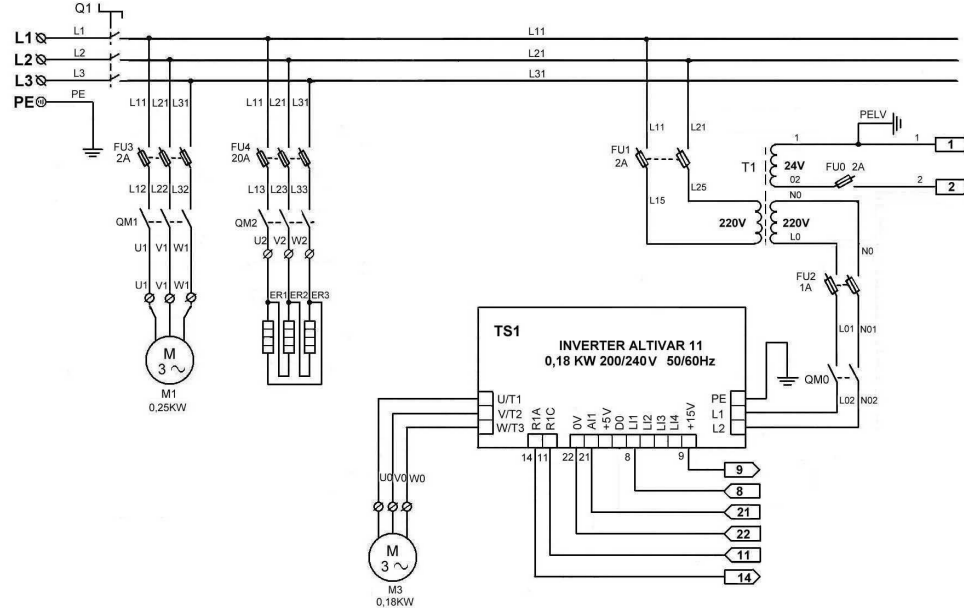 Q1
L1 L1 L11
L2 L2 L21
L3 L3 L31
PE PE
L11 L21 L31
L11 L21 L31
L11 L21
PELV
FU3
2A
FU4
20A
FU1
2A
T1
1 1 1
24V FU0 2A
02 2 2
L12 L22 L32
L13 L23 L33
L15 L25
N0
220V 220V
L0 N0
QM1
QM2
U1 V1 W1
U2 V2 W2
FU2
1A
U1 V1 W1
ER1 ER2 ER3
L01 N01
M
3
M1
0,25KW
TS1
INVERTER ALTIVAR 11
0,18 KW 200/240V 50/60Hz
QM0
L02 N02
U/T1
V/T2
W/T3
R1A
R1C
0V
AI1
+5V
D0
LI1
LI2
LI3
LI4
+15V
PE
L1
L2
14 11 22 21 8 9
9
8
21
22
11
14
U0 V0 W0
M
3
M3
0,18KW